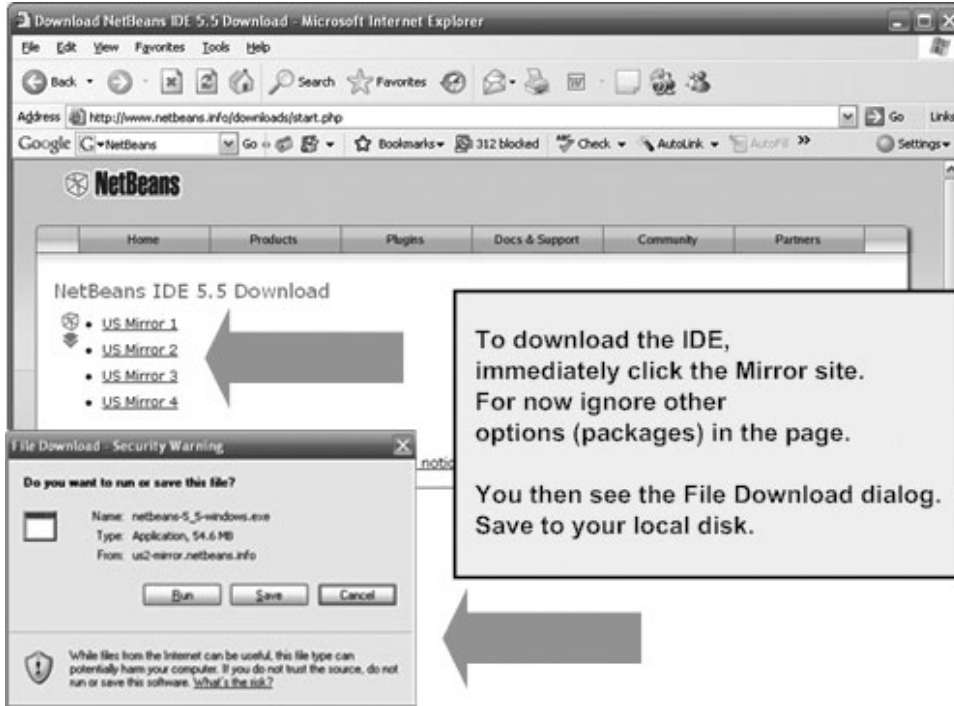 Download NetBeans IDE 5.5 Download - Microsoft Internet Explorer
File Edit View Favorites Tools Help
Back Search Favorites
Address http://www.netbeans.info/downloads/start.php Go Links
Google NetBeans Go Bookmarks 312 blocked Check AutoLink AutoFill Settings
NetBeans
Home Products Plugins Docs & Support Community Partners
NetBeans IDE 5.5 Download
• US Mirror 1
• US Mirror 2
• US Mirror 3
• US Mirror 4
To download the IDE,
immediately click the Mirror site.
For now ignore other
options (packages) in the page.
You then see the File Download dialog.
Save to your local disk.
File Download - Security Warning
Do you want to run or save this file?
Name: netbeans-5_5-windows.exe
Type: Application, 54.6 MB
From: us2-mirror.netbeans.info
Run Save Cancel
While files from the Internet can be useful, this file type can
potentially harm your computer. If you do not trust the source, do not
run or save this software. What's the risk?